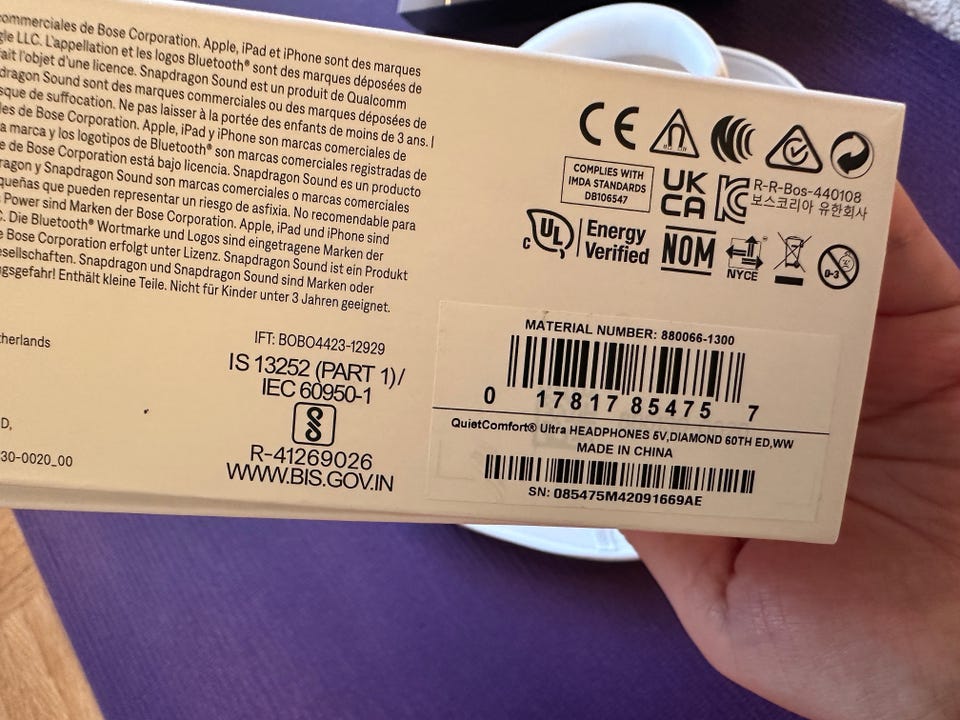 commerciales de Bose Corporation. Apple, iPad et iPhone sont des marques
gle LLC. L'appellation et les logos Bluetooth® sont des marques déposées de
fait l'objet d'une licence. Snapdragon Sound est un produit de Qualcomm
dragon Sound sont des marques commerciales ou des marques déposées de
sque de suffocation. Ne pas laisser à la portée des enfants de moins de 3 ans. |
les de Bose Corporation. Apple, iPad y iPhone son marcas comerciales de
a marca y los logotipos de Bluetooth® son marcas comerciales registradas de
e de Bose Corporation está bajo licencia. Snapdragon Sound es un producto
ragon y Snapdragon Sound son marcas comerciales o marcas comerciales
queñas que pueden representar un riesgo de asfixia. No recomendable para
Power sind Marken der Bose Corporation. Apple, iPad und iPhone sind
C. Die Bluetooth® Wortmarke und Logos sind eingetragene Marken der
e Bose Corporation erfolgt unter Lizenz. Snapdragon Sound ist ein Produkt
esellschaften. Snapdragon und Snapdragon Sound sind Marken oder
gsgefahr! Enthält kleine Teile. Nicht für Kinder unter 3 Jahren geeignet.
therlands
D,
30-0020_00
IFT: BOBO4423-12929
IS 13252 (PART 1)/
IEC 60950-1
R-41269026
WWW.BIS.GOV.IN
CE
COMPLIES WITH
IMDA STANDARDS
DB106547
UK
CA
R-R-Bos-440108
보스코리아 유한회사
c UL Energy
Verified
NOM
NYCE
0-3
MATERIAL NUMBER: 880066-1300
0 17817 85475 7
QuietComfort® Ultra HEADPHONES 5V,DIAMOND 60TH ED,WW
MADE IN CHINA
SN: 085475M42091669AE